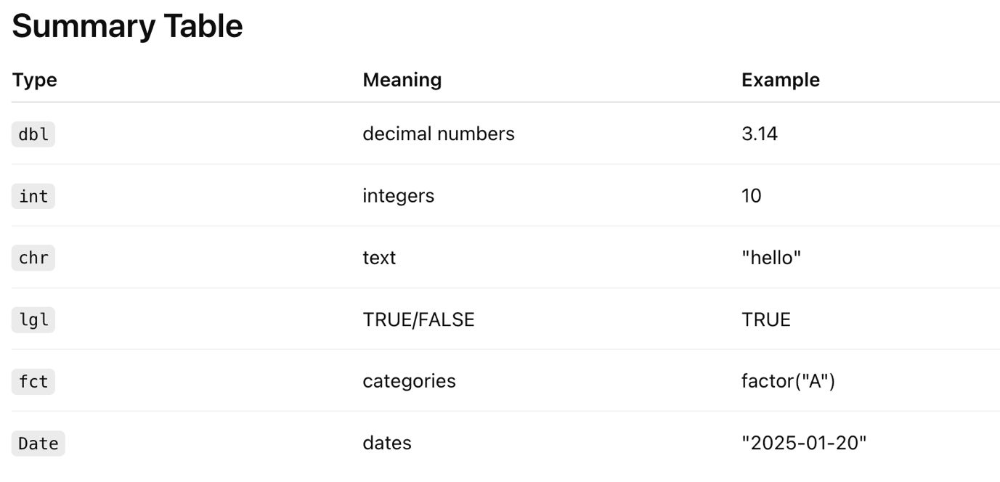 Summary Table
Type Meaning Example
dbl decimal numbers 3.14
int integers 10
chr text "hello"
lgl TRUE/FALSE TRUE
fct categories factor("A")
Date dates "2025-01-20"